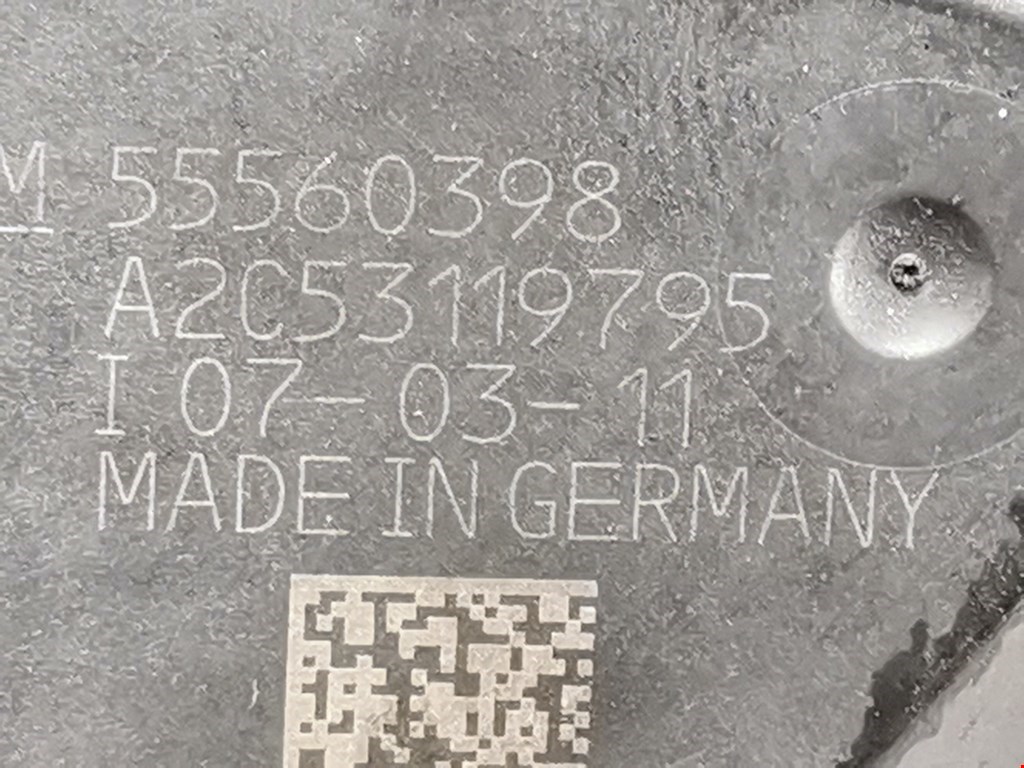 M 55560398
A2C53119795
I 07-03-11
MADE IN GERMANY